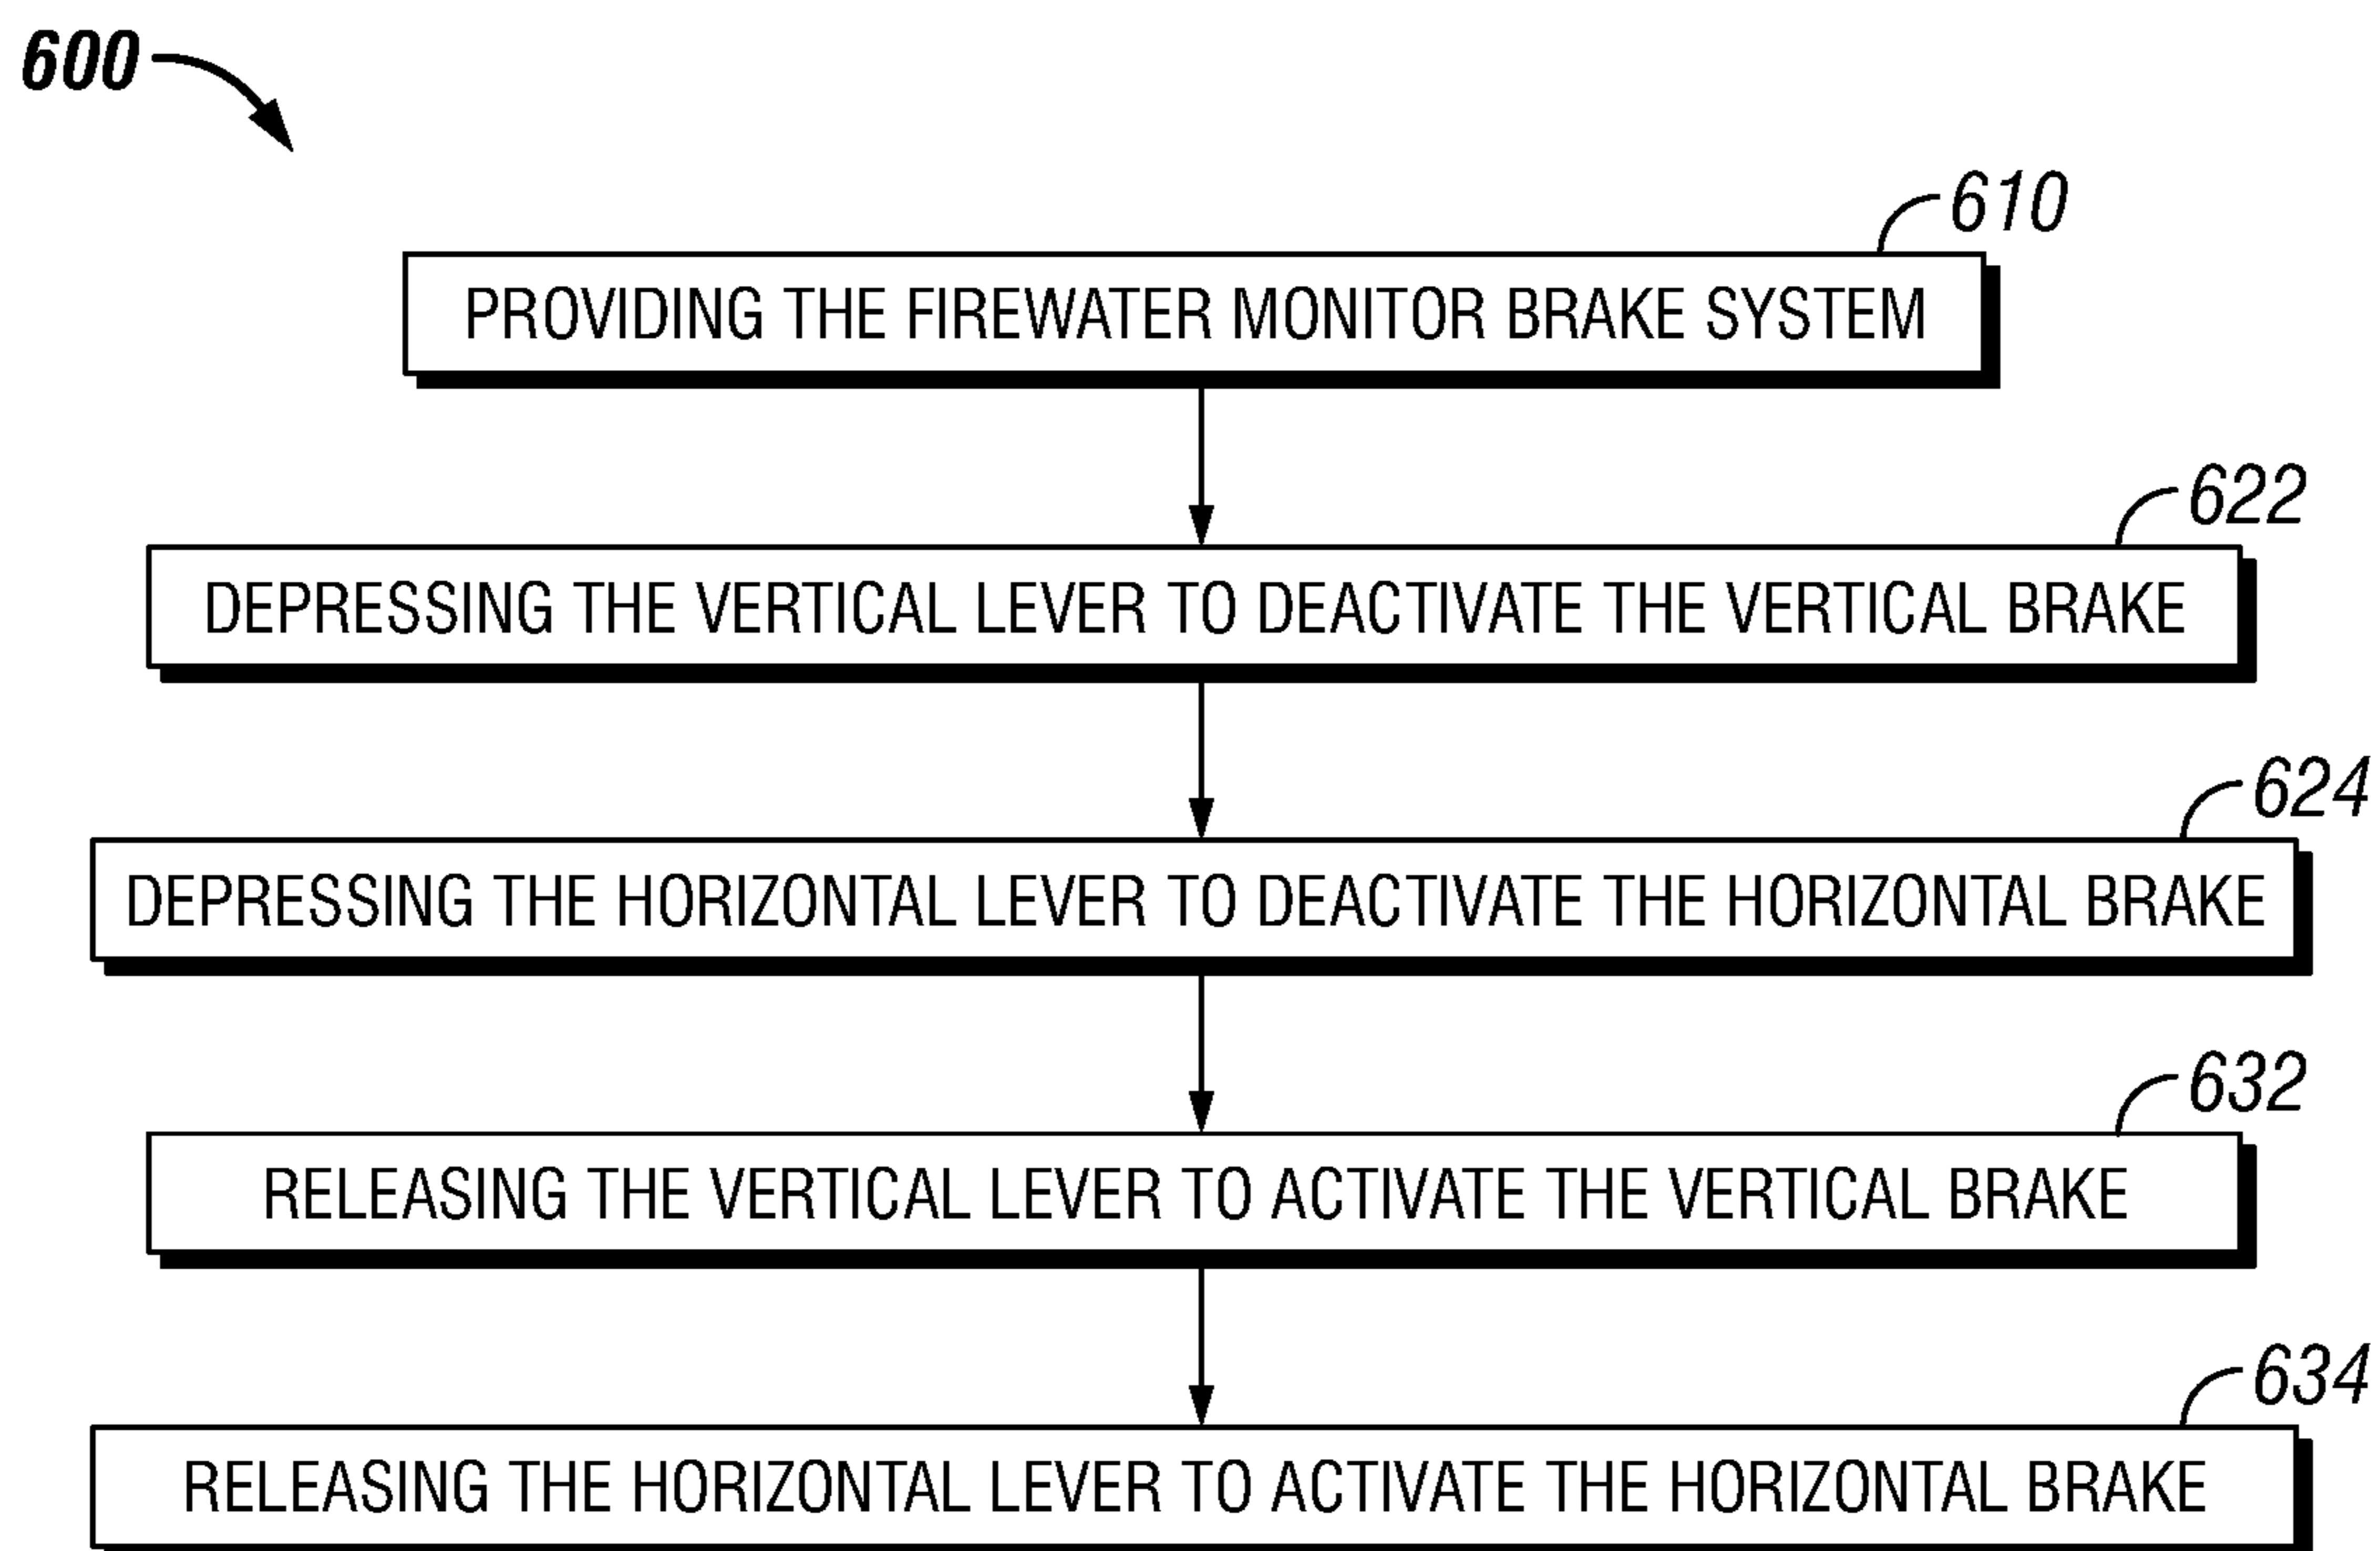 600
610
PROVIDING THE FIREWATER MONITOR BRAKE SYSTEM
622
DEPRESSING THE VERTICAL LEVER TO DEACTIVATE THE VERTICAL BRAKE
624
DEPRESSING THE HORIZONTAL LEVER TO DEACTIVATE THE HORIZONTAL BRAKE
632
RELEASING THE VERTICAL LEVER TO ACTIVATE THE VERTICAL BRAKE
634
RELEASING THE HORIZONTAL LEVER TO ACTIVATE THE HORIZONTAL BRAKE